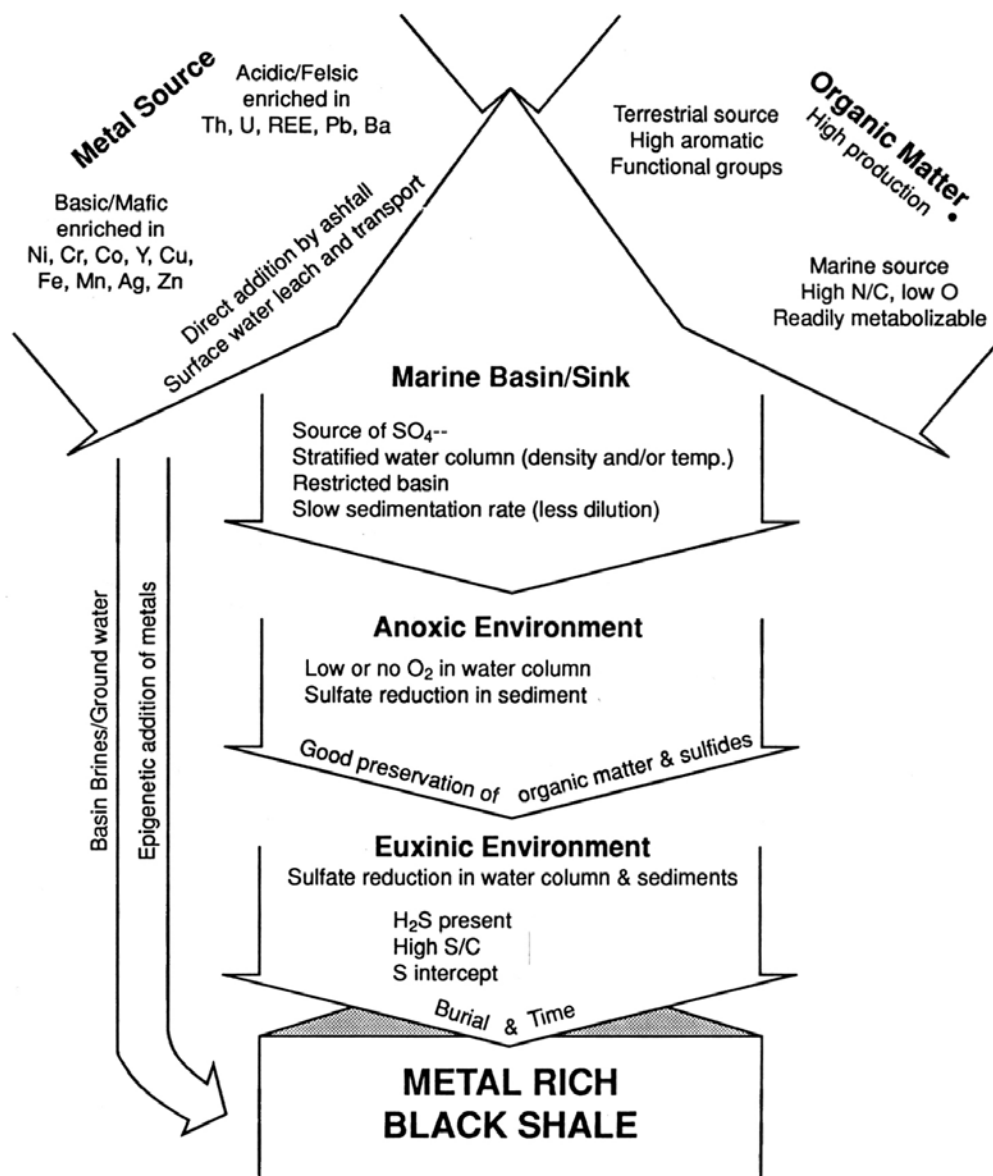 Metal Source
Acidic/Felsic
enriched in
Th, U, REE, Pb, Ba
Basic/Mafic
enriched in
Ni, Cr, Co, Y, Cu,
Fe, Mn, Ag, Zn
Direct addition by ashfall
Surface water leach and transport
Organic Matter
High production
Terrestrial source
High aromatic
Functional groups
Marine source
High N/C, low O
Readily metabolizable
Marine Basin/Sink
Source of SO₄--
Stratified water column (density and/or temp.)
Restricted basin
Slow sedimentation rate (less dilution)
Anoxic Environment
Low or no O₂ in water column
Sulfate reduction in sediment
Good preservation of organic matter & sulfides
Euxinic Environment
Sulfate reduction in water column & sediments
H₂S present
High S/C
S intercept
Burial & Time
Basin Brines/Ground water
Epigenetic addition of metals
METAL RICH
BLACK SHALE